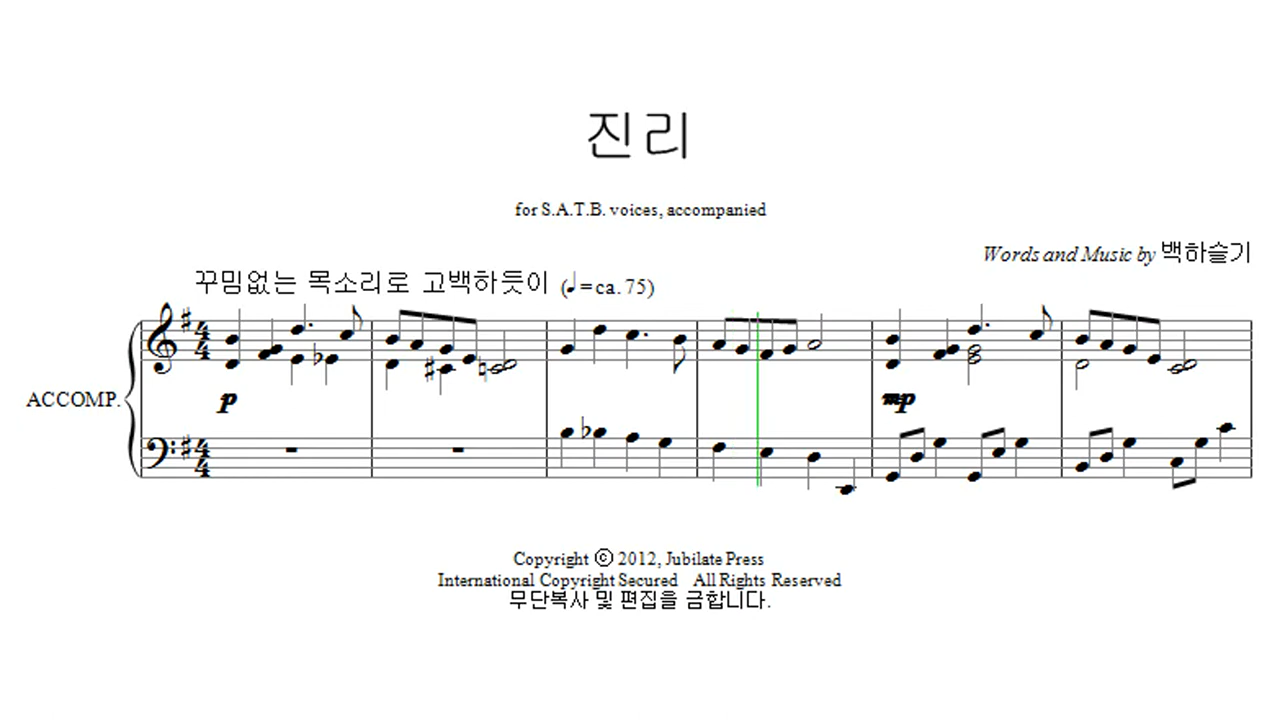 진리
for S.A.T.B. voices, accompanied
Words and Music by 백하슬기
꾸밈없는 목소리로 고백하듯이 (♩=ca. 75)
ACCOMP.
p
mp
Copyright ⓒ 2012, Jubilate Press
International Copyright Secured All Rights Reserved
무단복사 및 편집을 금합니다.